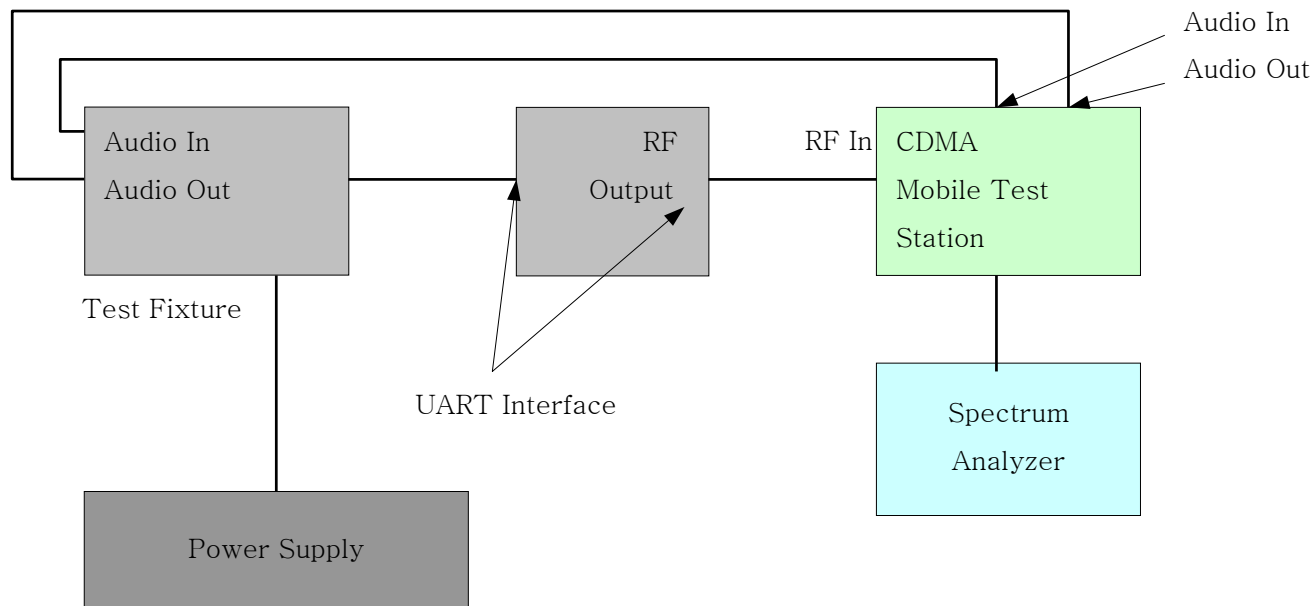 Audio In
Audio Out
Audio In
Audio Out
Test Fixture
RF
Output
RF In
CDMA
Mobile Test
Station
UART Interface
Spectrum
Analyzer
Power Supply